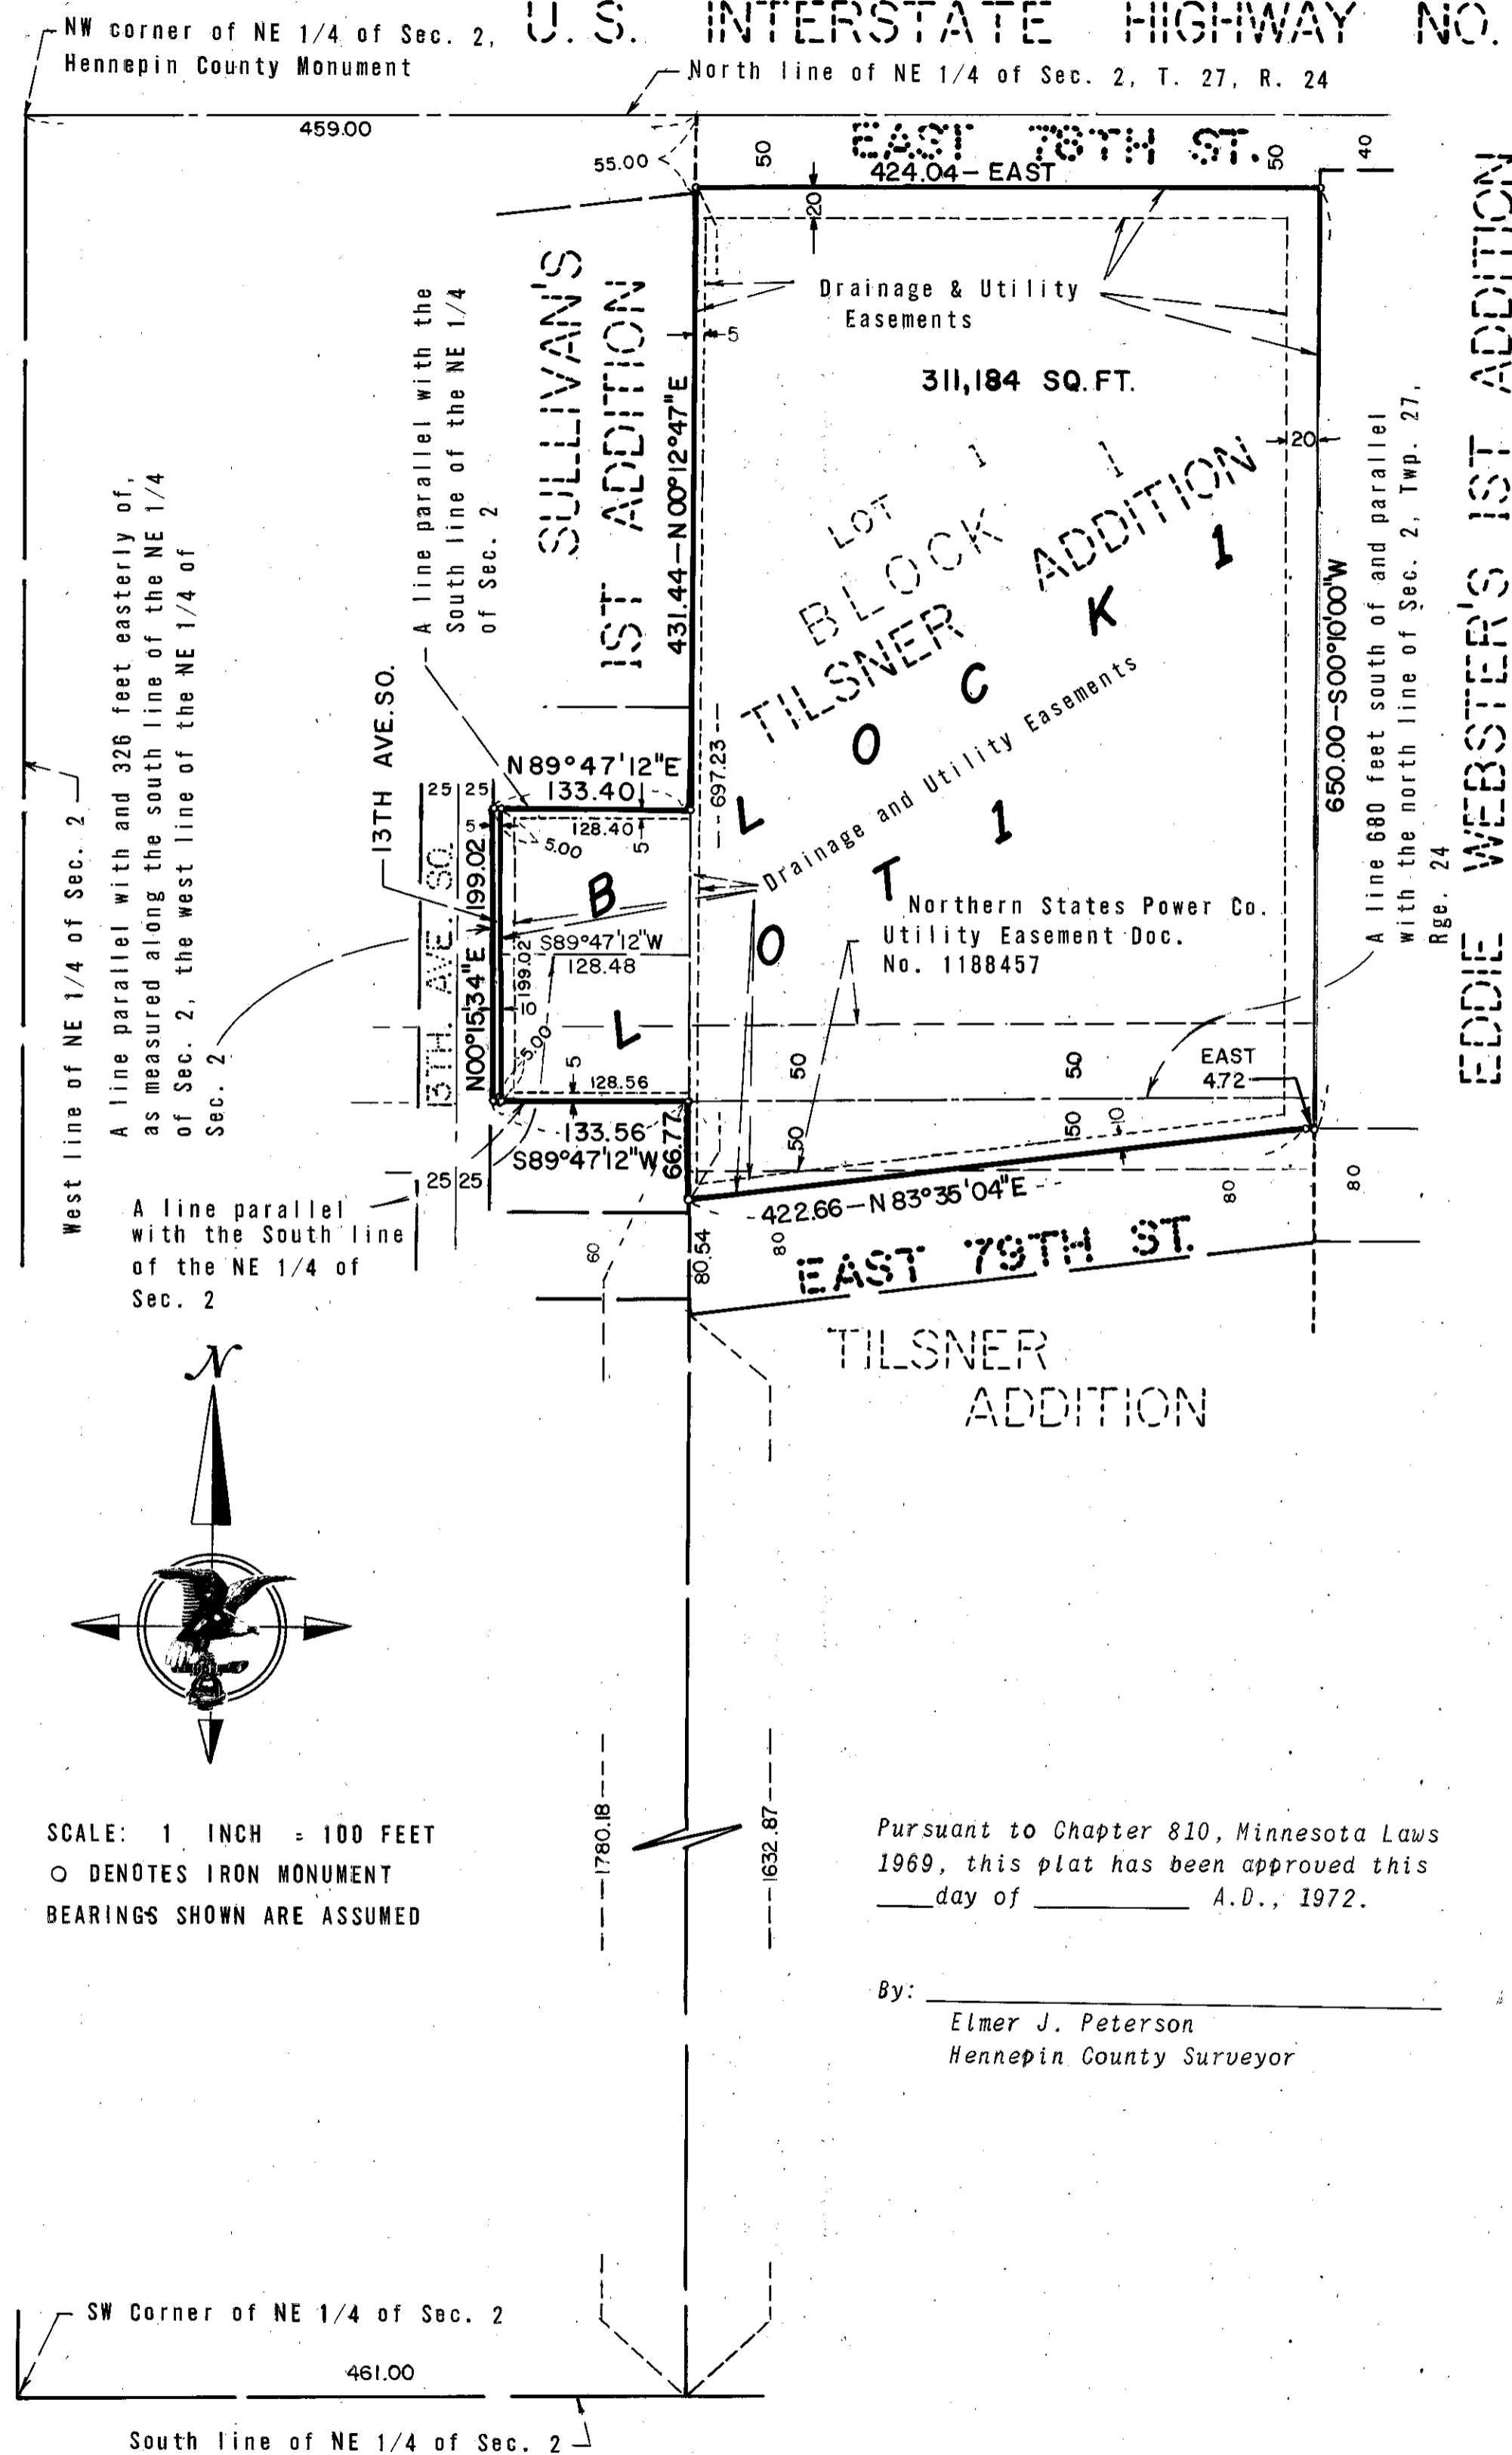 U.S. INTERSTATE HIGHWAY NO.
NW corner of NE 1/4 of Sec. 2,
Hennepin County Monument
North line of NE 1/4 of Sec. 2, T. 27, R. 24
459.00
55.00
50
EAST 78TH ST.
50
40
424.04—EAST
20
SULLIVAN'S
1ST ADDITION
Drainage & Utility
Easements
5
311,184 SQ. FT.
20
431.44—N00°12'47"E
A line parallel with the
South line of the NE 1/4
of Sec. 2
LOT 1
BLOCK 1
TILSNER ADDITION
BLOCK 1
LOT 1
Drainage and Utility Easements
650.00—S00°10'00"W
A line 680 feet south of and parallel
with the north line of Sec. 2, Twp. 27,
Rge. 24
EDDIE WEBSTER'S 1ST ADDITION
West line of NE 1/4 of Sec. 2
A line parallel with and 326 feet easterly of,
as measured along the south line of the NE 1/4
of Sec. 2, the west line of the NE 1/4 of
Sec. 2
13TH AVE.SO.
13TH. AVE. SO.
25 25
N89°47'12"E
133.40
697.23
128.40
5
5.00
5
N00°15'34"E 199.02
199.02
S89°47'12"W
128.48
10
5.00
5
128.56
133.56
S89°47'12"W
66.77
25 25
Northern States Power Co.
Utility Easement Doc.
No. 1188457
50
50
EAST
4.72
50
50
10
422.66—N83°35'04"E
80
80
80
80.54
60
EAST 79TH ST.
A line parallel
with the South line
of the NE 1/4 of
Sec. 2
TILSNER
ADDITION
N
1780.18
1632.87
SCALE: 1 INCH = 100 FEET
O DENOTES IRON MONUMENT
BEARINGS SHOWN ARE ASSUMED
Pursuant to Chapter 810, Minnesota Laws
1969, this plat has been approved this
____day of __________ A.D., 1972.
By: ______________________________
Elmer J. Peterson
Hennepin County Surveyor
SW Corner of NE 1/4 of Sec. 2
461.00
South line of NE 1/4 of Sec. 2